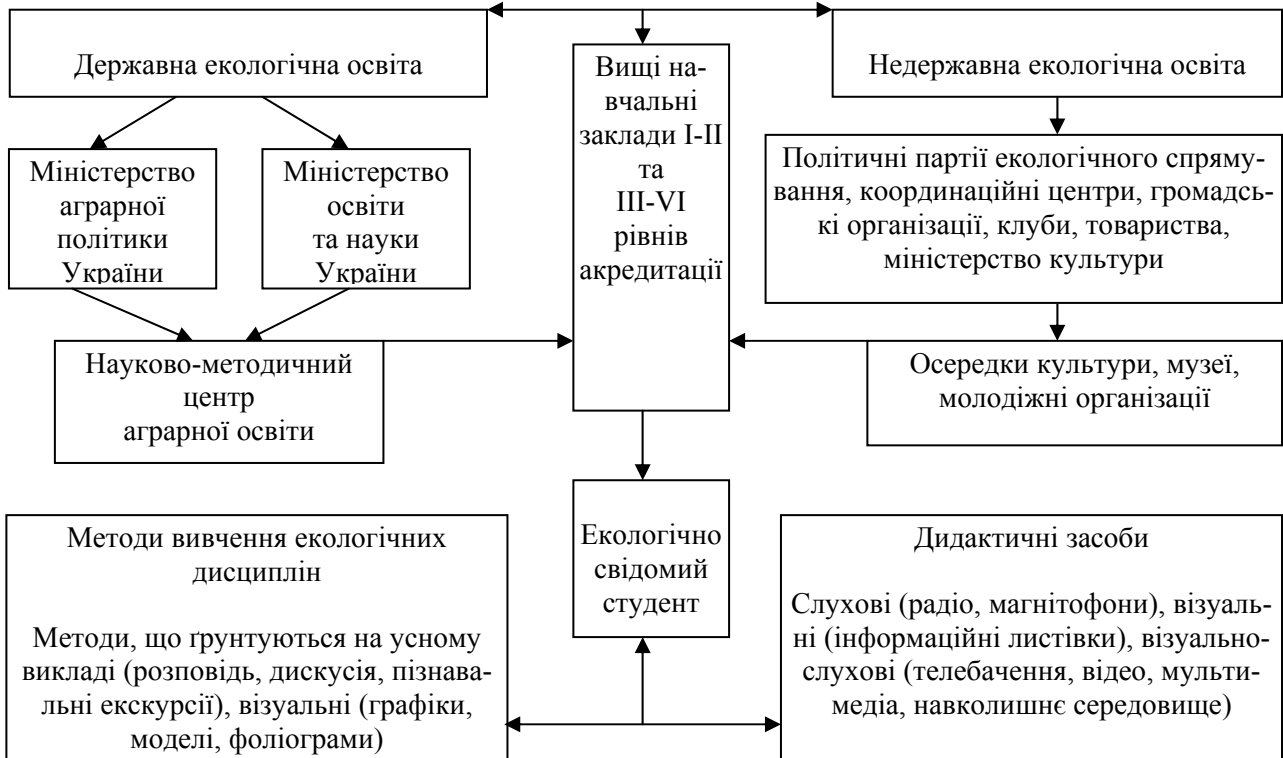 Державна екологічна освіта
Вищі на-
вчальні
заклади І-ІІ
та
ІІІ-VI
рівнів
акредитації
Недержавна екологічна освіта
Міністерство
аграрної
політики
України
Міністерство
освіти
та науки
України
Політичні партії екологічного спряму-
вання, координаційні центри, громадсь-
кі організації, клуби, товариства,
міністерство культури
Науково-методичний
центр
аграрної освіти
Осередки культури, музеї,
молодіжні організації
Екологічно
свідомий
студент
Методи вивчення екологічних
дисциплін
Методи, що ґрунтуються на усному
викладі (розповідь, дискусія, пізнава-
льні екскурсії), візуальні (графіки,
моделі, фоліограми)
Дидактичні засоби
Слухові (радіо, магнітофони), візуаль-
ні (інформаційні листівки), візуально-
слухові (телебачення, відео, мульти-
медіа, навколишнє середовище)